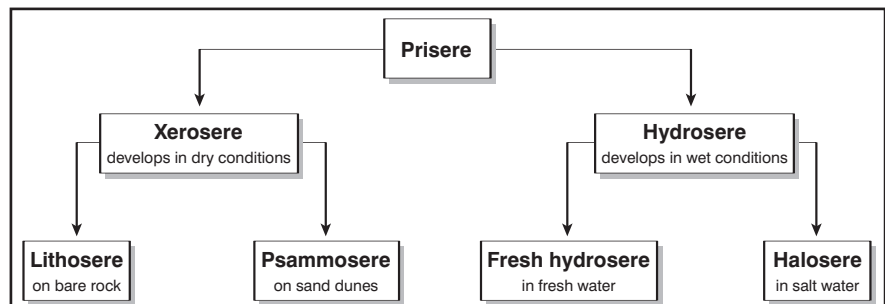 Prisere
Xerosere
develops in dry conditions
Hydrosere
develops in wet conditions
Lithosere
on bare rock
Psammosere
on sand dunes
Fresh hydrosere
in fresh water
Halosere
in salt water